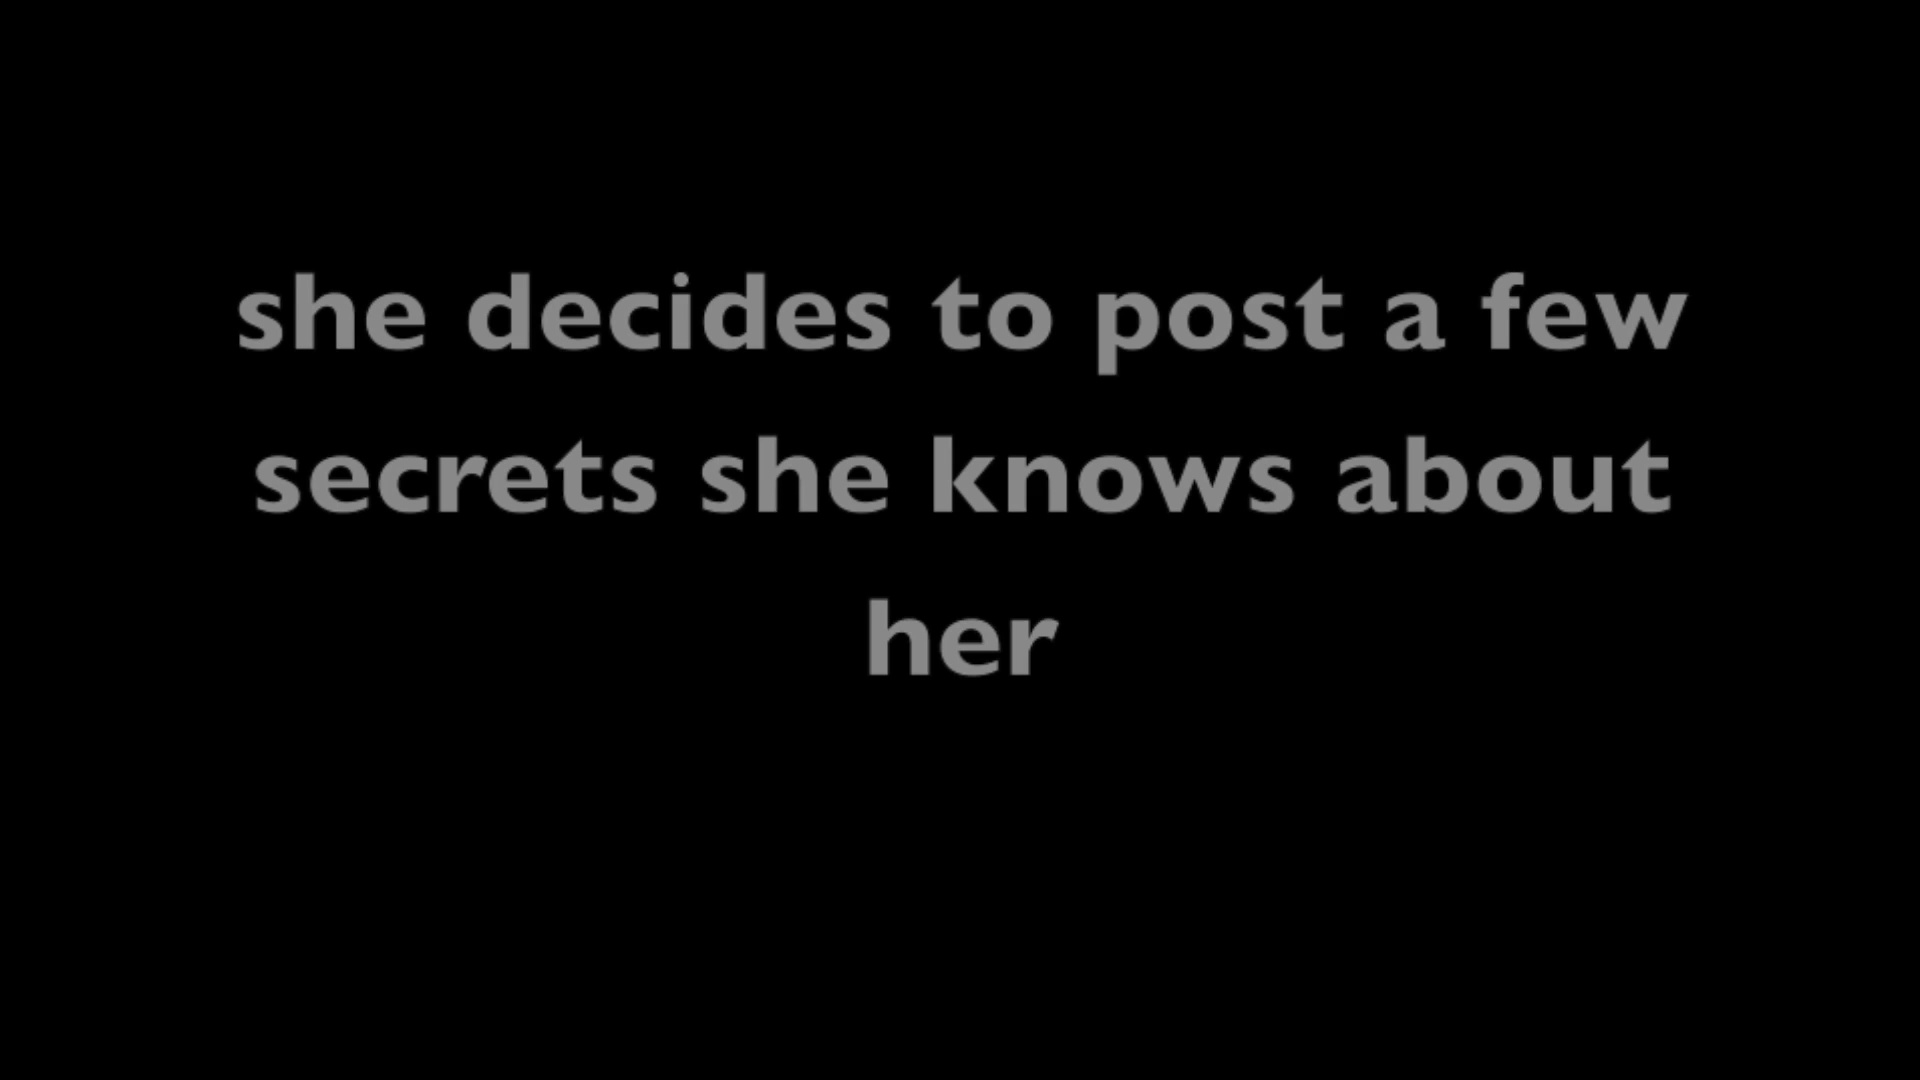 she decides to post a few
secrets she knows about
her